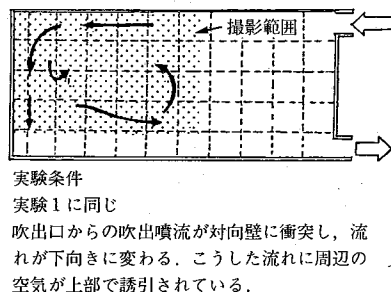 撮影範囲
実験条件
実験1に同じ
吹出口からの吹出噴流が対向壁に衝突し,流
れが下向きに変わる.こうした流れに周辺の
空気が上部で誘引されている.